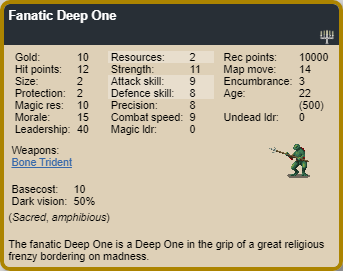 Fanatic Deep One
Gold: 10 Resources: 2 Rec points: 10000
Hit points: 12 Strength: 11 Map move: 14
Size: 2 Attack skill: 9 Encumbrance: 3
Protection: 2 Defence skill: 8 Age: 22
Magic res: 10 Precision: 8 (500)
Morale: 15 Combat speed: 9 Undead ldr: 0
Leadership: 40 Magic ldr: 0
Weapons:
Bone Trident
Basecost: 10
Dark vision: 50%
(Sacred, amphibious)
The fanatic Deep One is a Deep One in the grip of a great religious
frenzy bordering on madness.